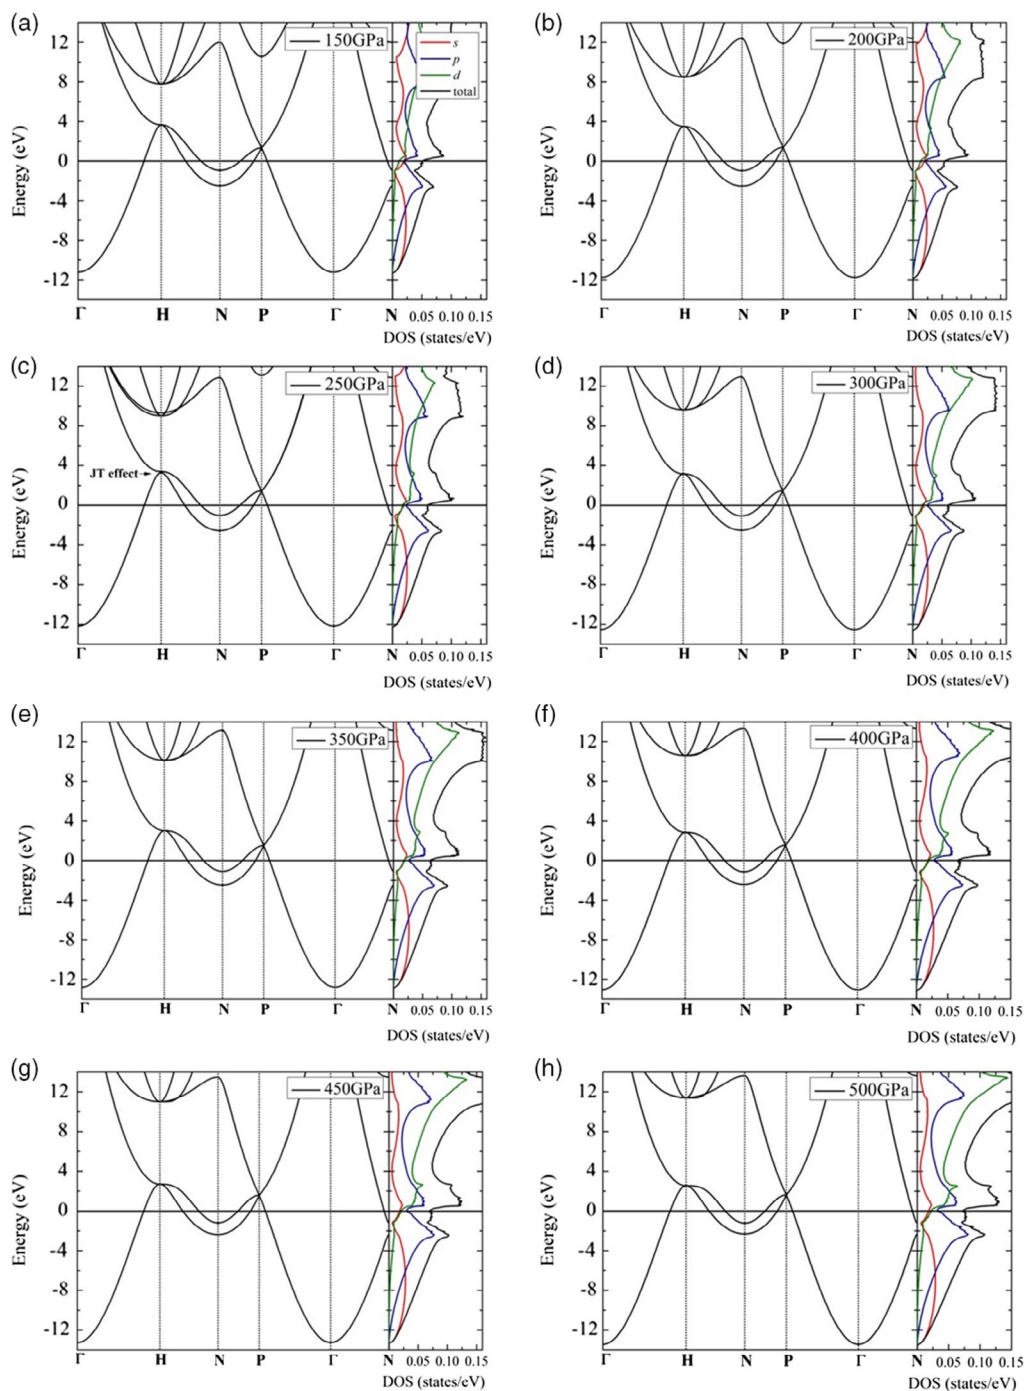 (a)
150GPa
s
p
d
total
Energy (eV)
12
8
4
0
-4
-8
-12
Γ H N P Γ N 0.05 0.10 0.15
DOS (states/eV)
(b)
200GPa
Energy (eV)
12
8
4
0
-4
-8
-12
Γ H N P Γ N 0.05 0.10 0.15
DOS (states/eV)
(c)
250GPa
JT effect
Energy (eV)
12
8
4
0
-4
-8
-12
Γ H N P Γ N 0.05 0.10 0.15
DOS (states/eV)
(d)
300GPa
Energy (eV)
12
8
4
0
-4
-8
-12
Γ H N P Γ N 0.05 0.10 0.15
DOS (states/eV)
(e)
350GPa
Energy (eV)
12
8
4
0
-4
-8
-12
Γ H N P Γ N 0.05 0.10 0.15
DOS (states/eV)
(f)
400GPa
Energy (eV)
12
8
4
0
-4
-8
-12
Γ H N P Γ N 0.05 0.10 0.15
DOS (states/eV)
(g)
450GPa
Energy (eV)
12
8
4
0
-4
-8
-12
Γ H N P Γ N 0.05 0.10 0.15
DOS (states/eV)
(h)
500GPa
Energy (eV)
12
8
4
0
-4
-8
-12
Γ H N P Γ N 0.05 0.10 0.15
DOS (states/eV)